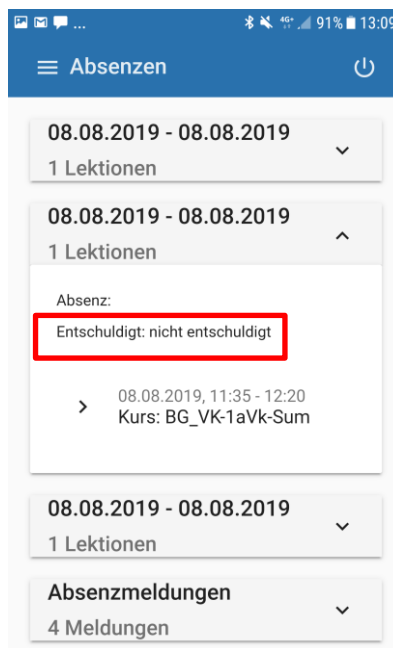 ... 4G+ 91% 13:09
Absenzen
08.08.2019 - 08.08.2019
1 Lektionen
08.08.2019 - 08.08.2019
1 Lektionen
Absenz:
Entschuldigt: nicht entschuldigt
08.08.2019, 11:35 - 12:20
Kurs: BG_VK-1aVk-Sum
08.08.2019 - 08.08.2019
1 Lektionen
Absenzmeldungen
4 Meldungen